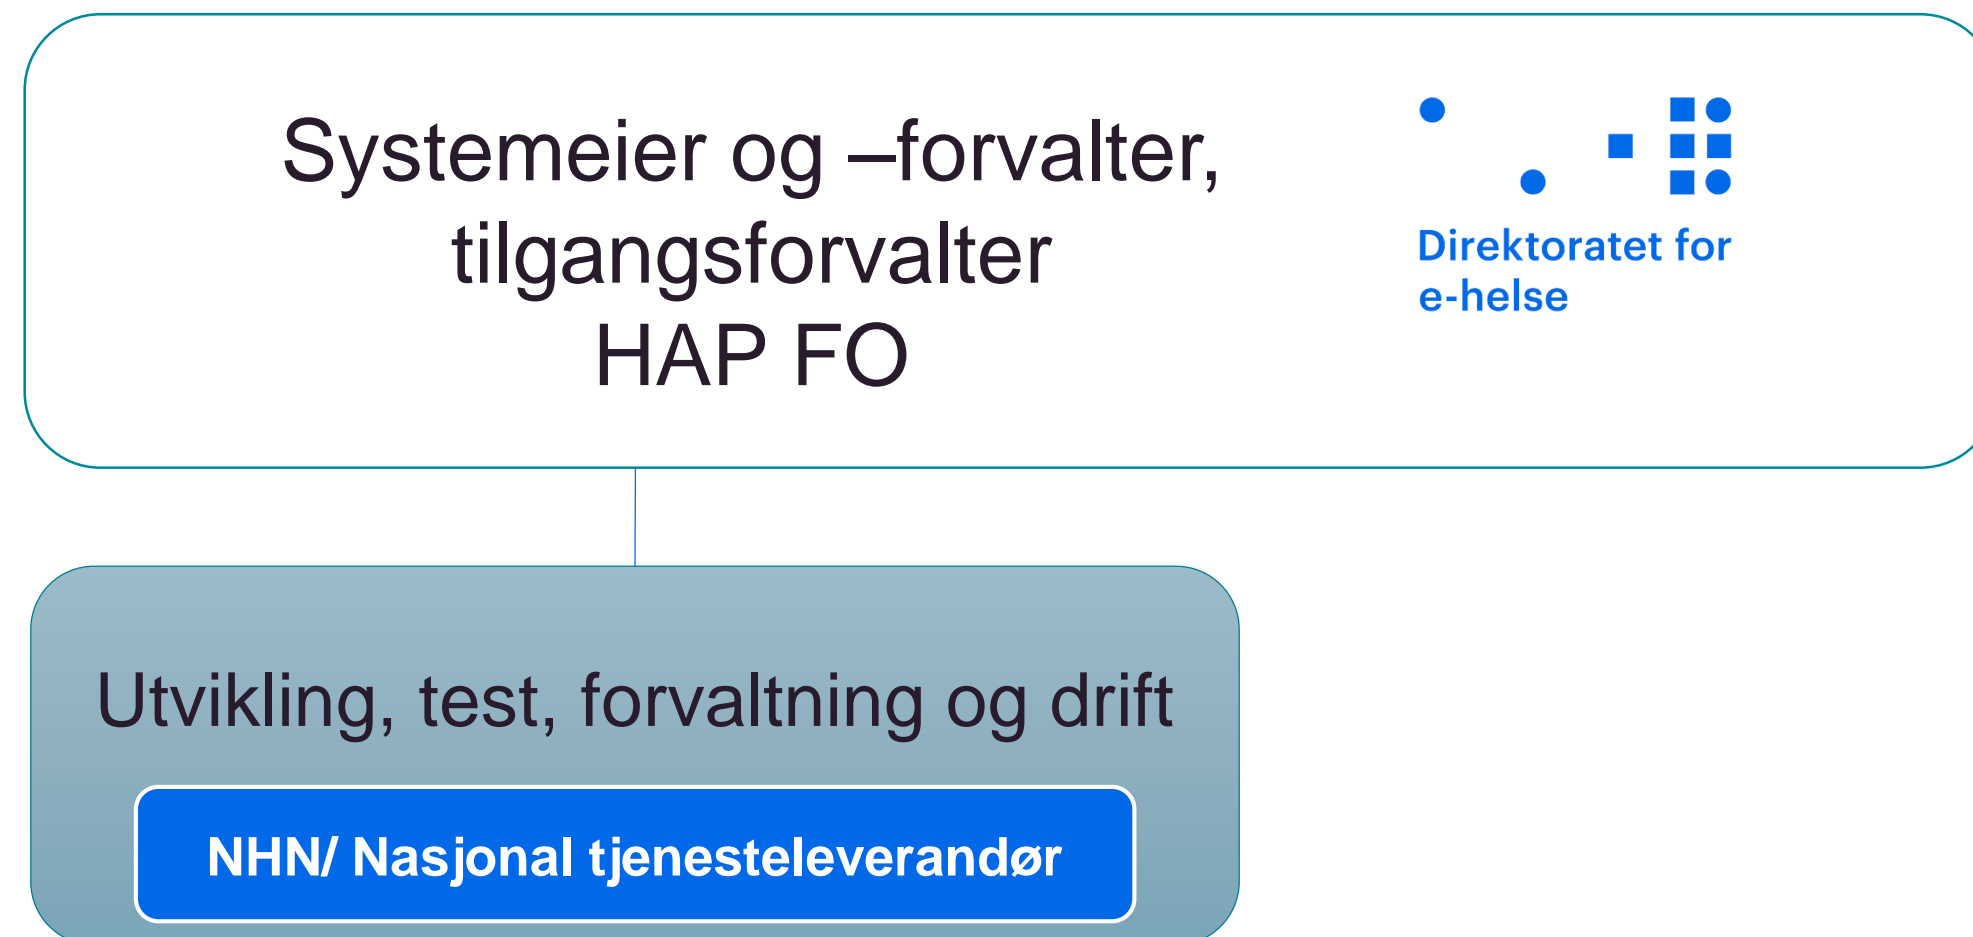 Systemeier og –forvalter,
tilgangsforvalter
HAP FO
Direktoratet for
e-helse
Utvikling, test, forvaltning og drift
NHN/ Nasjonal tjenesteleverandør